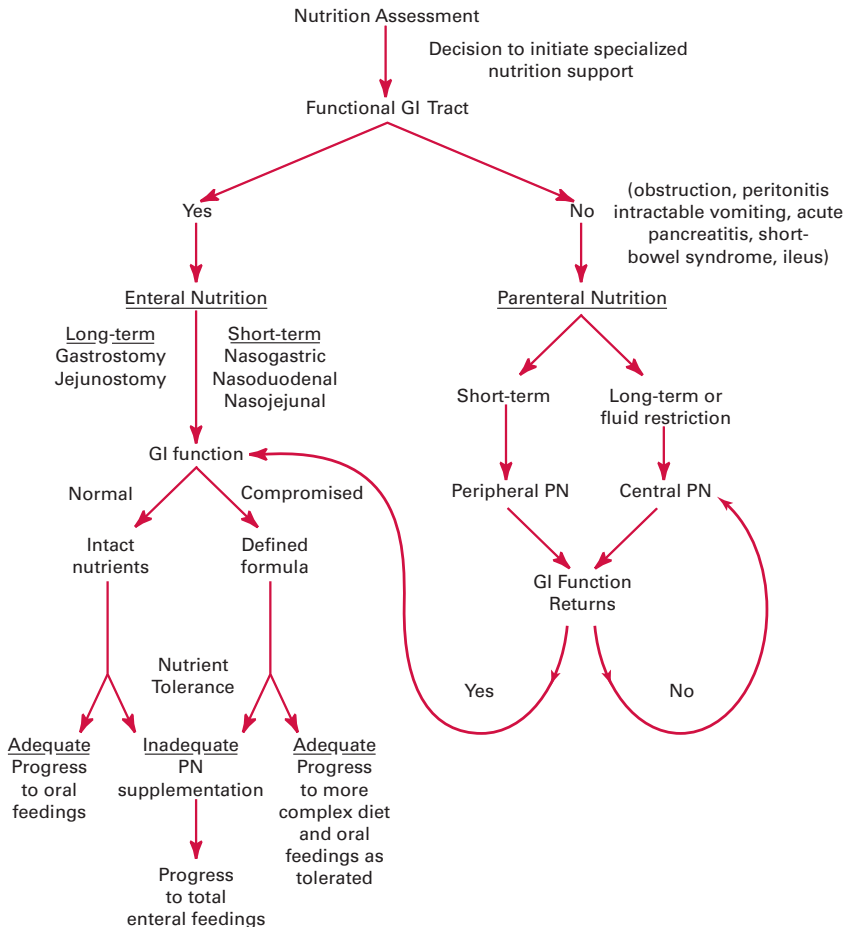 Nutrition Assessment
Decision to initiate specialized
nutrition support
Functional GI Tract
Yes
No
(obstruction, peritonitis
intractable vomiting, acute
pancreatitis, short-
bowel syndrome, ileus)
Enteral Nutrition
Long-term
Gastrostomy
Jejunostomy
Short-term
Nasogastric
Nasoduodenal
Nasojejunal
Parenteral Nutrition
Short-term
Long-term or
fluid restriction
GI function
Normal
Compromised
Peripheral PN
Central PN
Intact
nutrients
Defined
formula
GI Function
Returns
Nutrient
Tolerance
Yes
No
Adequate
Progress
to oral
feedings
Inadequate
PN
supplementation
Adequate
Progress
to more
complex diet
and oral
feedings as
tolerated
Progress
to total
enteral feedings